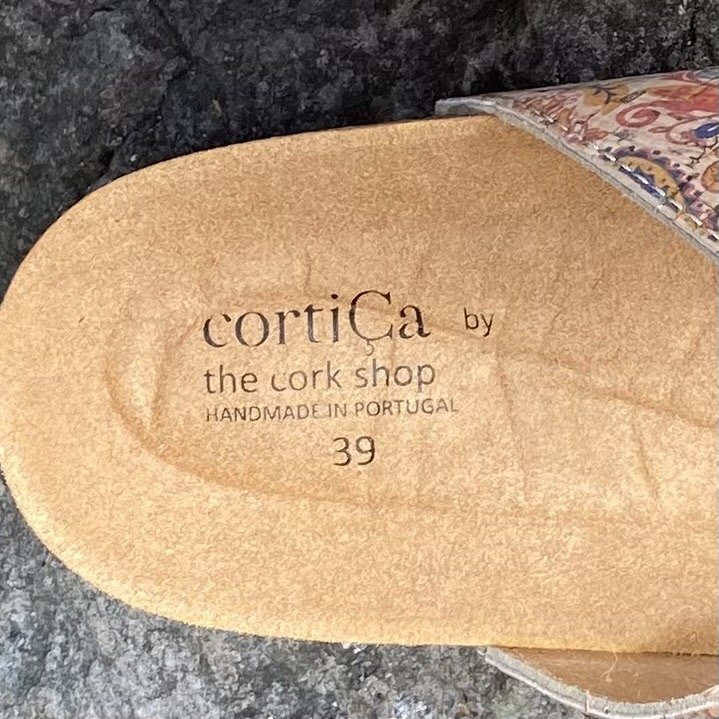 cortiÇa by
the cork shop
HANDMADE IN PORTUGAL
39